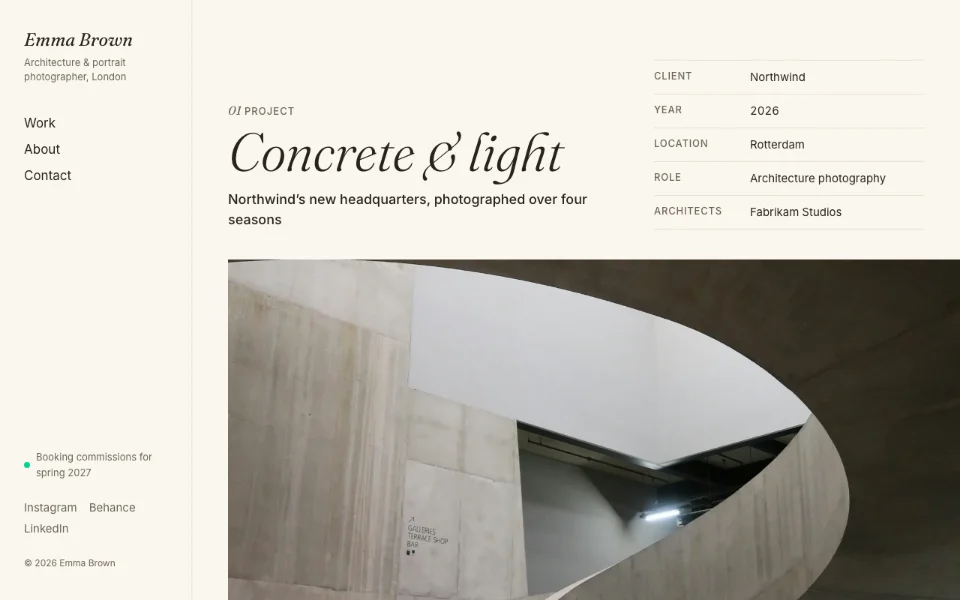 Emma Brown
Architecture & portrait
photographer, London
Work
About
Contact
Booking commissions for
spring 2027
Instagram Behance
LinkedIn
© 2026 Emma Brown
01 PROJECT
Concrete & light
Northwind’s new headquarters, photographed over four
seasons
CLIENT Northwind
YEAR 2026
LOCATION Rotterdam
ROLE Architecture photography
ARCHITECTS Fabrikam Studios
GALLERIES
TERRACE SHOP
BAR